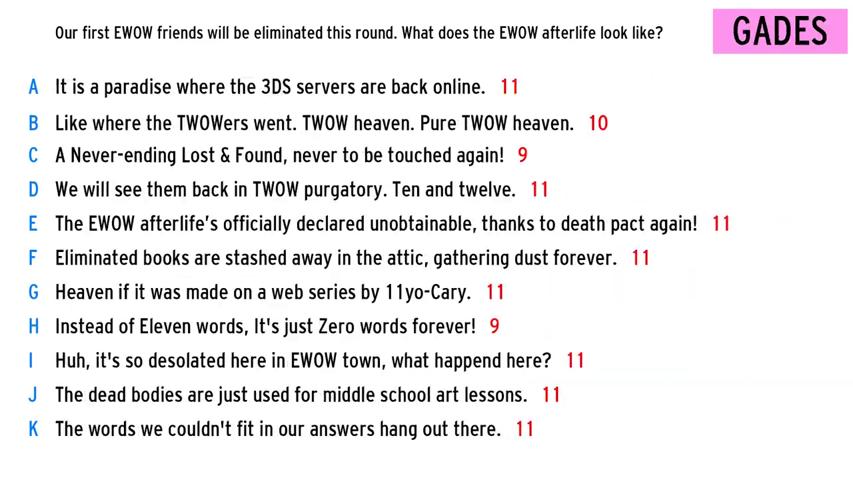 Our first EWOW friends will be eliminated this round. What does the EWOW afterlife look like?
GADES
A It is a paradise where the 3DS servers are back online. 11
B Like where the TWOWers went. TWOW heaven. Pure TWOW heaven. 10
C A Never-ending Lost & Found, never to be touched again! 9
D We will see them back in TWOW purgatory. Ten and twelve. 11
E The EWOW afterlife's officially declared unobtainable, thanks to death pact again! 11
F Eliminated books are stashed away in the attic, gathering dust forever. 11
G Heaven if it was made on a web series by 11yo-Cary. 11
H Instead of Eleven words, It's just Zero words forever! 9
I Huh, it's so desolated here in EWOW town, what happend here? 11
J The dead bodies are just used for middle school art lessons. 11
K The words we couldn't fit in our answers hang out there. 11